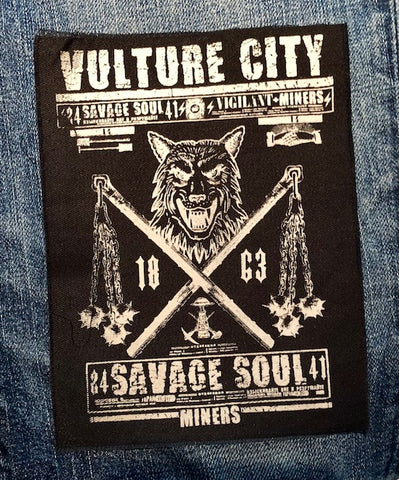 VULTURE CITY
24 SAVAGE SOUL 41 VIGILANT MINERS
18 63
24 SAVAGE SOUL 41
MINERS